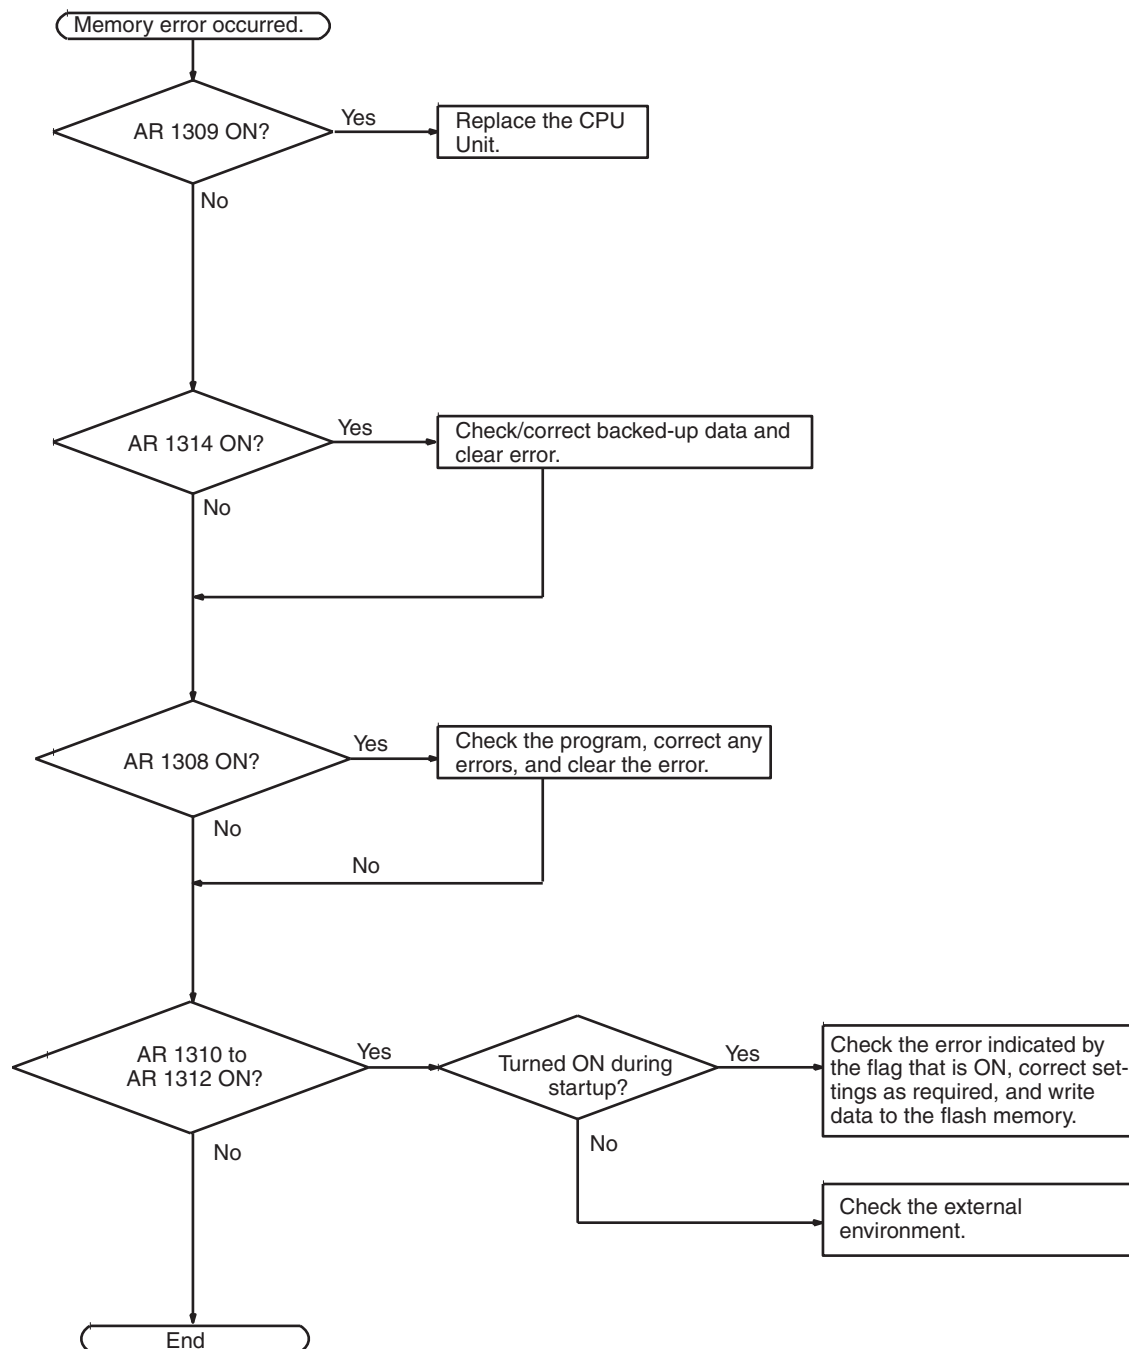 Memory error occurred.
AR 1309 ON?
Yes
Replace the CPU
Unit.
No
AR 1314 ON?
Yes
Check/correct backed-up data and
clear error.
No
AR 1308 ON?
Yes
Check the program, correct any
errors, and clear the error.
No
No
AR 1310 to
AR 1312 ON?
Yes
Turned ON during
startup?
Yes
Check the error indicated by
the flag that is ON, correct set-
tings as required, and write
data to the flash memory.
No
No
Check the external
environment.
End